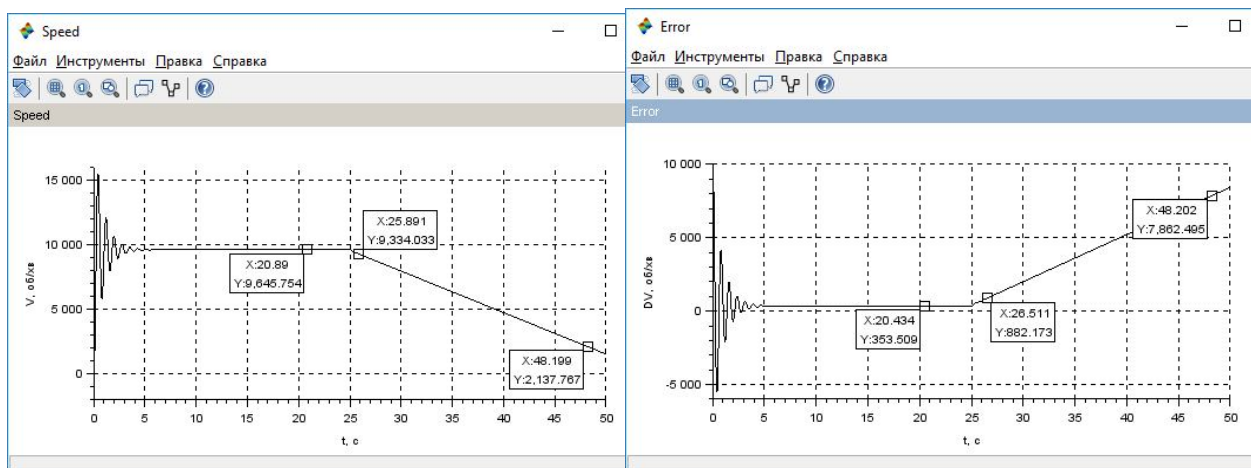 Speed
Файл Инструменты Правка Справка
Speed
15 000
10 000
5 000
0
V, об/хв
X:25.891
Y:9,334.033
X:20.89
Y:9,645.754
X:48.199
Y:2,137.767
0 5 10 15 20 25 30 35 40 45 50
t, c
Error
Файл Инструменты Правка Справка
Error
10 000
5 000
0
-5 000
DV, об/хв
X:48.202
Y:7,862.495
X:20.434
Y:353.509
X:26.511
Y:882.173
0 5 10 15 20 25 30 35 40 45 50
t, c